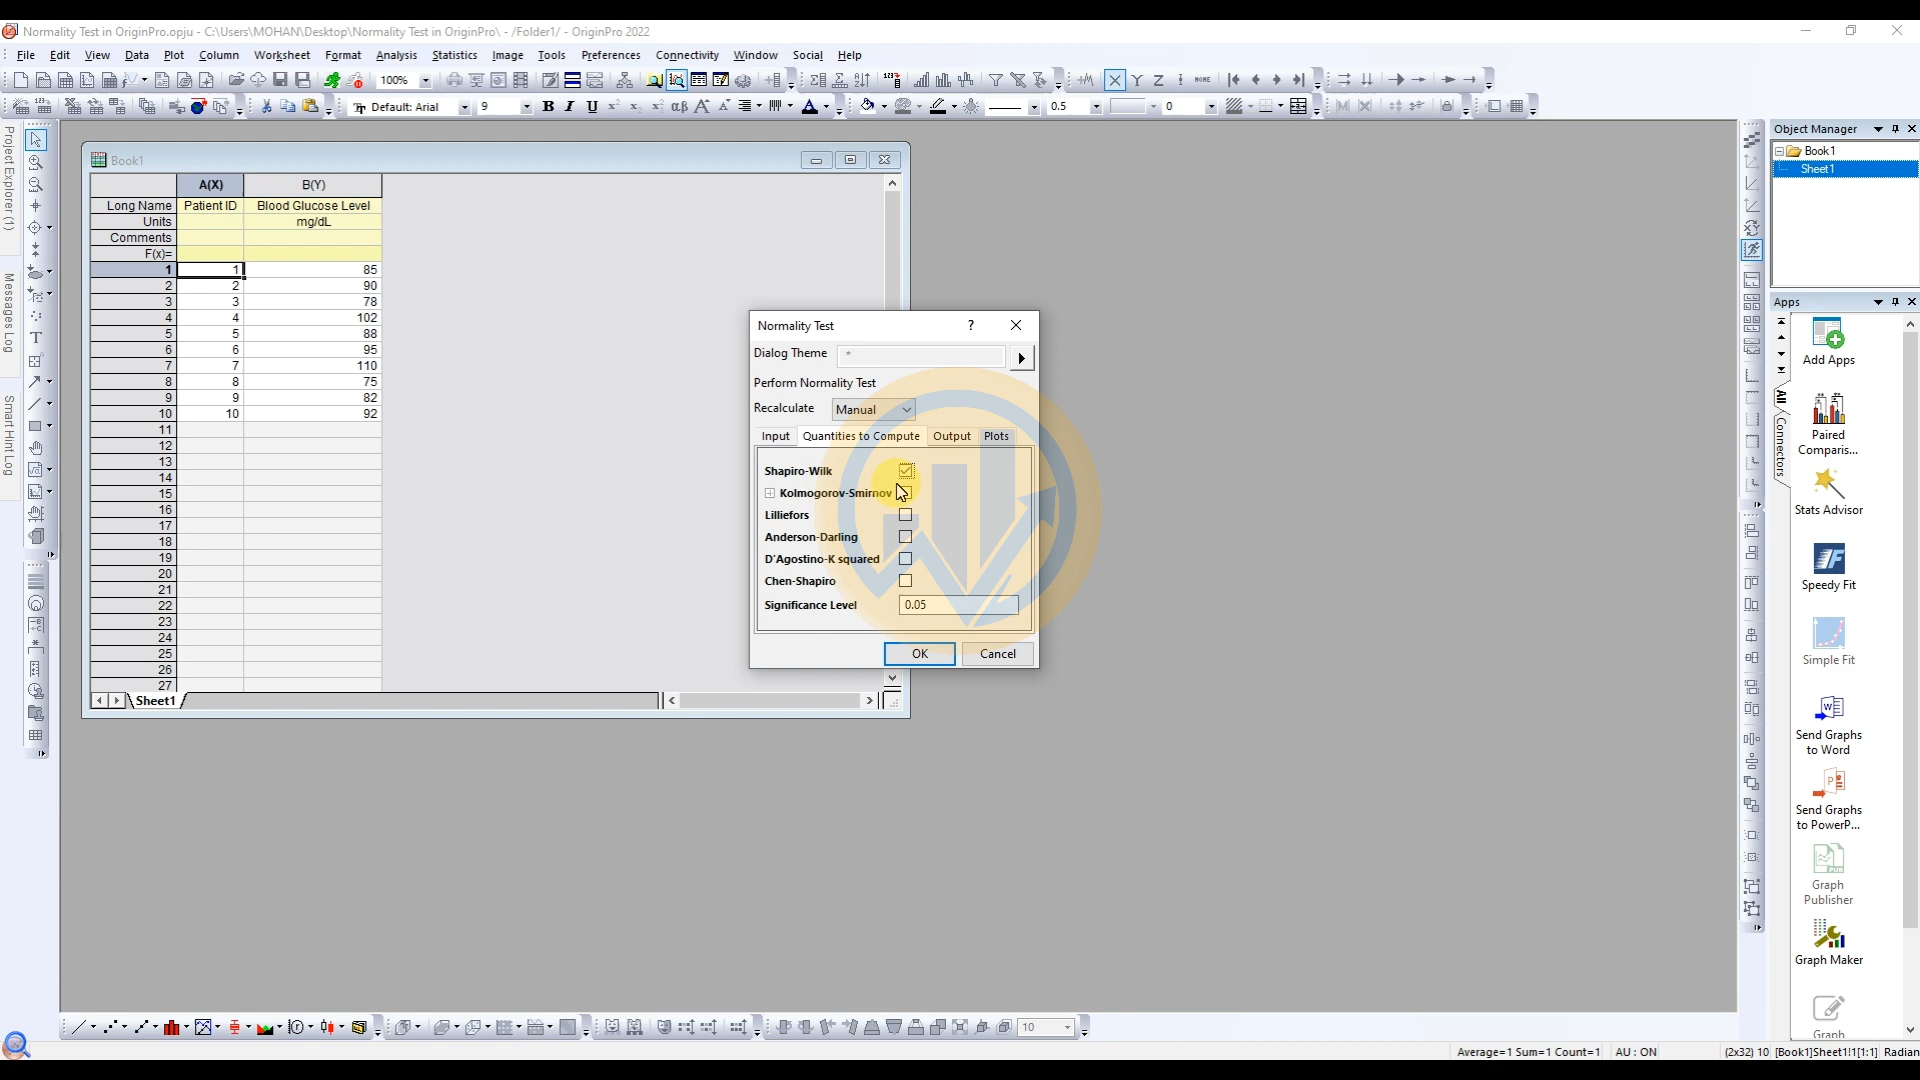 Normality Test in OriginPro.opju - C:\Users\MOHAN\Desktop\Normality Test in OriginPro\ - /Folder1/ - OriginPro 2022
File Edit View Data Plot Column Worksheet Format Analysis Statistics Image Tools Preferences Connectivity Window Social Help
100%
Default: Arial 9 B I U 0.5 0
Project Explorer (1)
Messages Log
Smart Hint Log
Book1
A(X) B(Y)
Long Name Patient ID Blood Glucose Level
Units mg/dL
Comments
F(x)=
1 1 85
2 2 90
3 3 78
4 4 102
5 5 88
6 6 95
7 7 110
8 8 75
9 9 82
10 10 92
11
12
13
14
15
16
17
18
19
20
21
22
23
24
25
26
27
Sheet1
Normality Test ?
Dialog Theme *
Perform Normality Test
Recalculate Manual
Input Quantities to Compute Output Plots
Shapiro-Wilk
Kolmogorov-Smirnov
Lilliefors
Anderson-Darling
D'Agostino-K squared
Chen-Shapiro
Significance Level 0.05
OK Cancel
Object Manager
Book1
Sheet1
Apps
All
Connectors
Add Apps
Paired
Comparis...
Stats Advisor
Speedy Fit
Simple Fit
Send Graphs
to Word
Send Graphs
to PowerP...
Graph
Publisher
Graph Maker
Graph
10
Average=1 Sum=1 Count=1 AU : ON (2x32) 10 [Book1]Sheet1!1[1:1] Radian